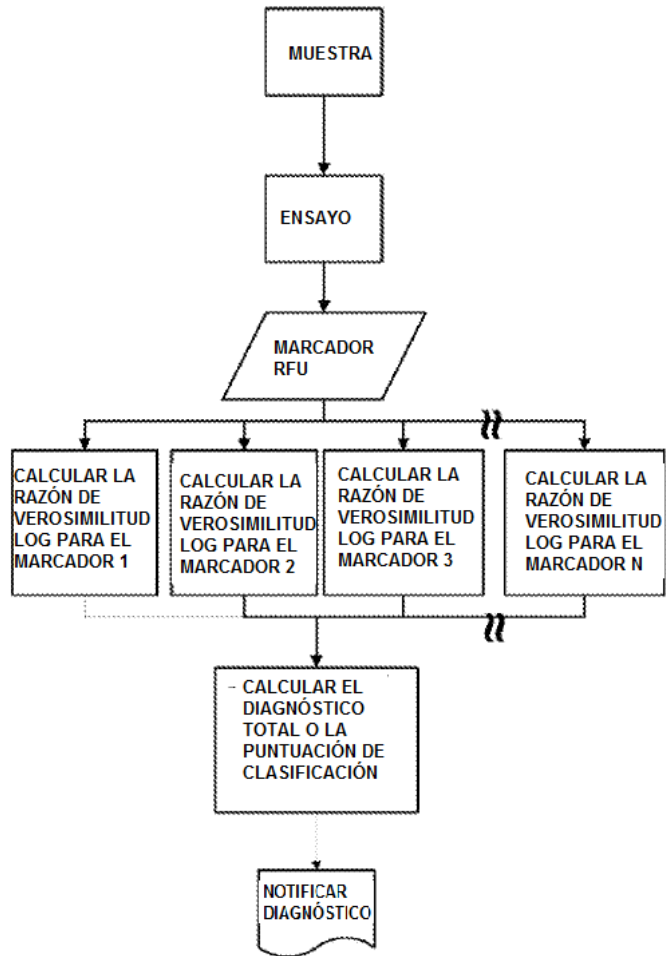 MUESTRA
ENSAYO
MARCADOR
RFU
CALCULAR LA
RAZÓN DE
VEROSIMILITUD
LOG PARA EL
MARCADOR 1
CALCULAR LA
RAZÓN DE
VEROSIMILITUD
LOG PARA EL
MARCADOR 2
CALCULAR LA
RAZÓN DE
VEROSIMILITUD
LOG PARA EL
MARCADOR 3
CALCULAR LA
RAZÓN DE
VEROSIMILITUD
LOG PARA EL
MARCADOR N
– CALCULAR EL
DIAGNÓSTICO
TOTAL O LA
PUNTUACIÓN DE
CLASIFICACIÓN
NOTIFICAR
DIAGNÓSTICO